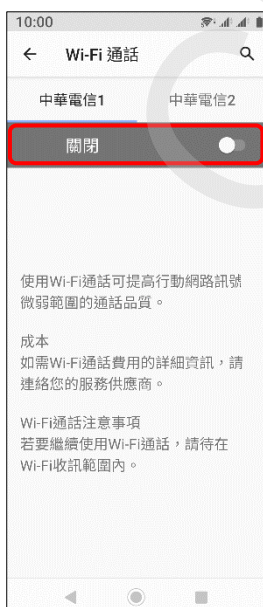 10:00
Wi-Fi 通話
中華電信1 中華電信2
關閉
使用Wi-Fi通話可提高行動網路訊號
微弱範圍的通話品質。
成本
如需Wi-Fi通話費用的詳細資訊，請
連絡您的服務供應商。
Wi-Fi通話注意事項
若要繼續使用Wi-Fi通話，請待在
Wi-Fi收訊範圍內。